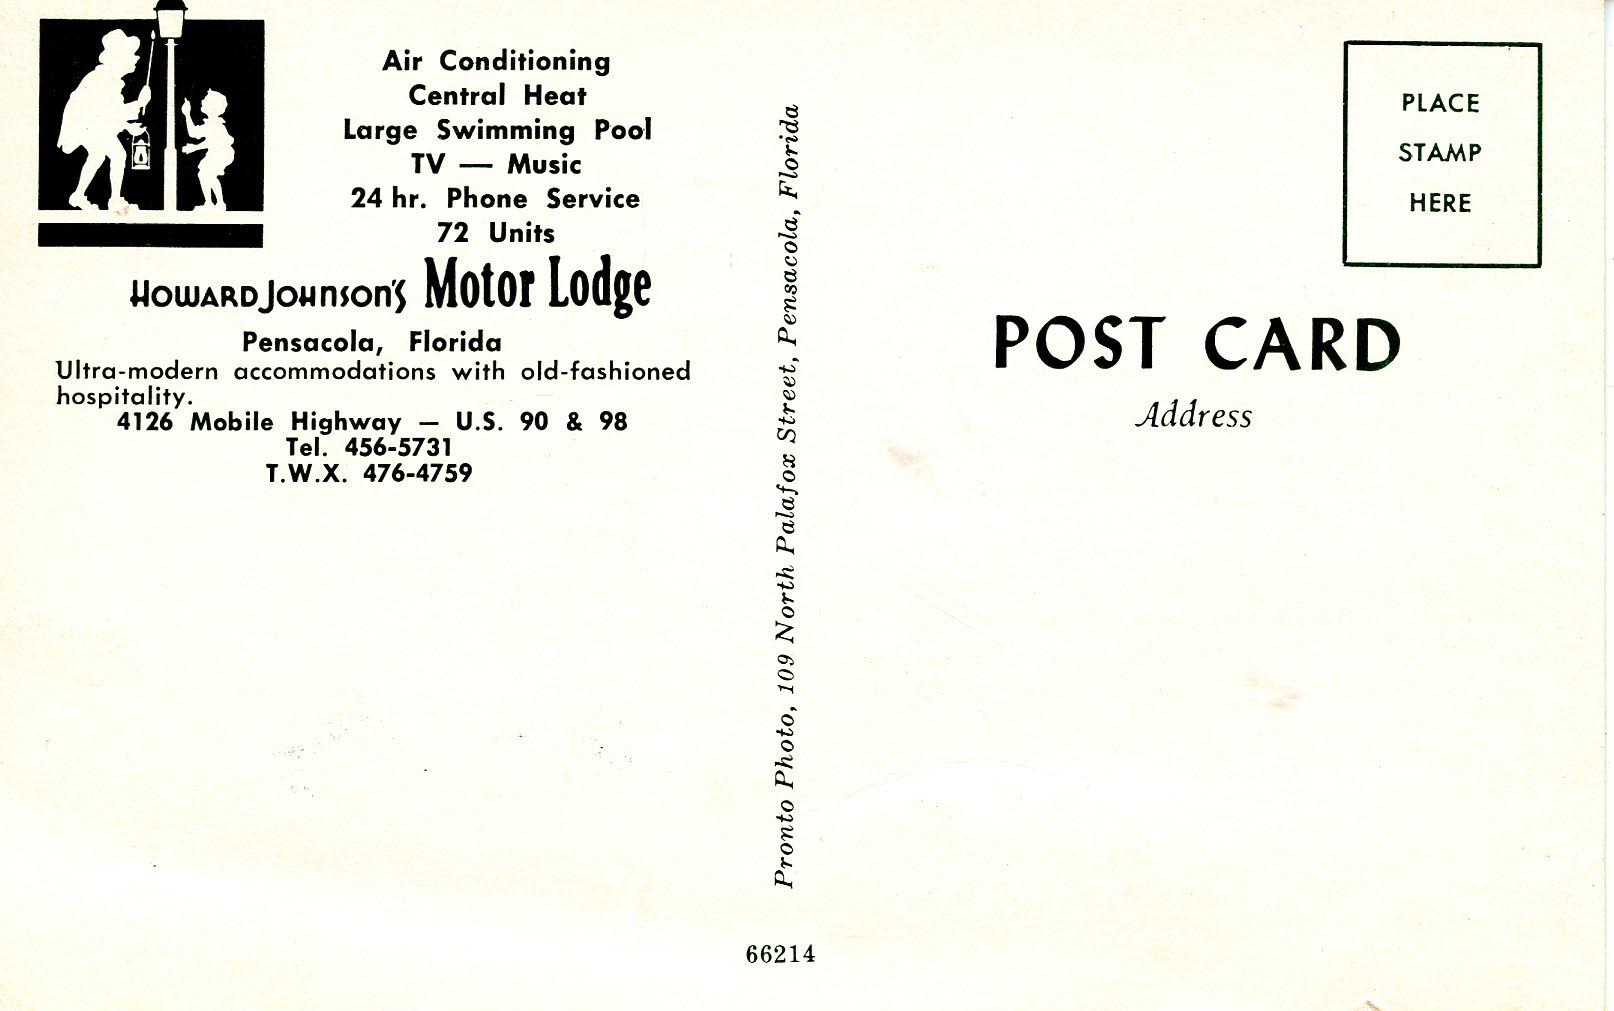 Air Conditioning
Central Heat
Large Swimming Pool
TV — Music
24 hr. Phone Service
72 Units
HOWARD JOHNSON'S Motor Lodge
Pensacola, Florida
Ultra-modern accommodations with old-fashioned
hospitality.
4126 Mobile Highway — U.S. 90 & 98
Tel. 456-5731
T.W.X. 476-4759
Pronto Photo, 109 North Palafox Street, Pensacola, Florida
66214
PLACE
STAMP
HERE
POST CARD
Address